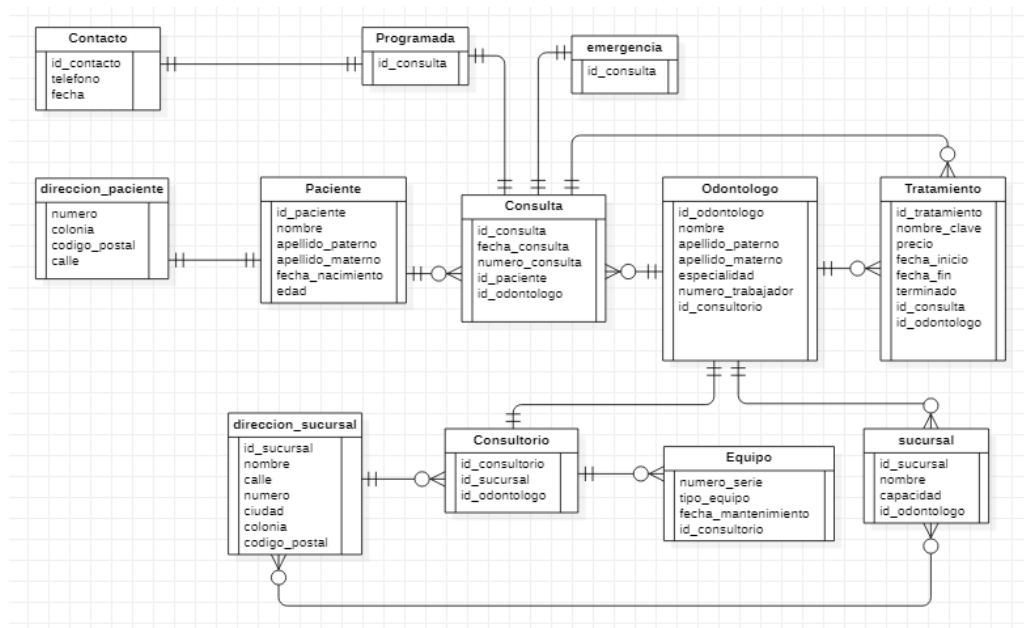 Contacto
id_contacto
telefono
fecha
Programada
id_consulta
emergencia
id_consulta
direccion_paciente
numero
colonia
codigo_postal
calle
Paciente
id_paciente
nombre
apellido_paterno
apellido_materno
fecha_nacimiento
edad
Consulta
id_consulta
fecha_consulta
numero_consulta
id_paciente
id_odontologo
Odontologo
id_odontologo
nombre
apellido_paterno
apellido_materno
especialidad
numero_trabajador
id_consultorio
Tratamiento
id_tratamiento
nombre_clave
precio
fecha_inicio
fecha_fin
terminado
id_consulta
id_odontologo
direccion_sucursal
id_sucursal
nombre
calle
numero
ciudad
colonia
codigo_postal
Consultorio
id_consultorio
id_sucursal
id_odontologo
Equipo
numero_serie
tipo_equipo
fecha_mantenimiento
id_consultorio
sucursal
id_sucursal
nombre
capacidad
id_odontologo